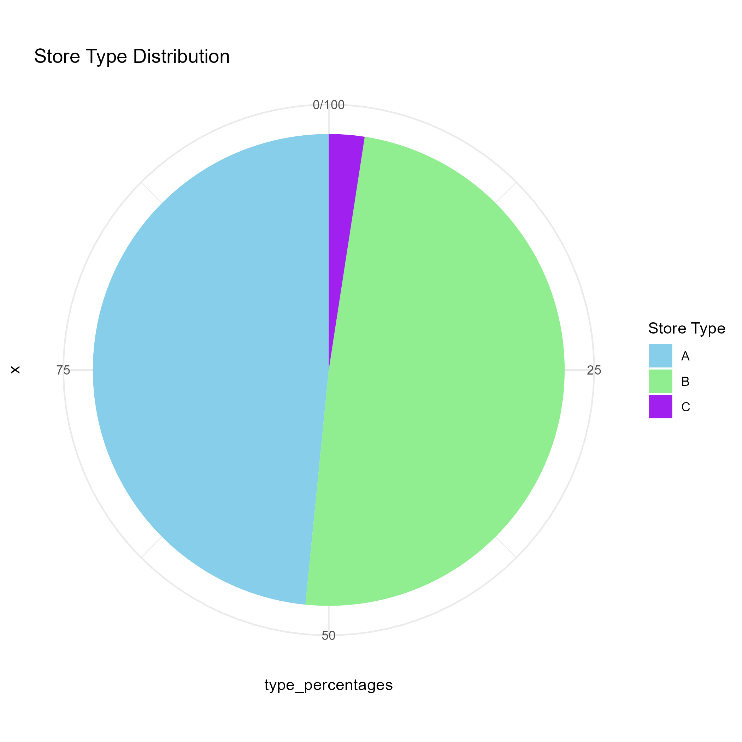 Store Type Distribution
0/100
25
50
75
x
type_percentages
Store Type
A
B
C